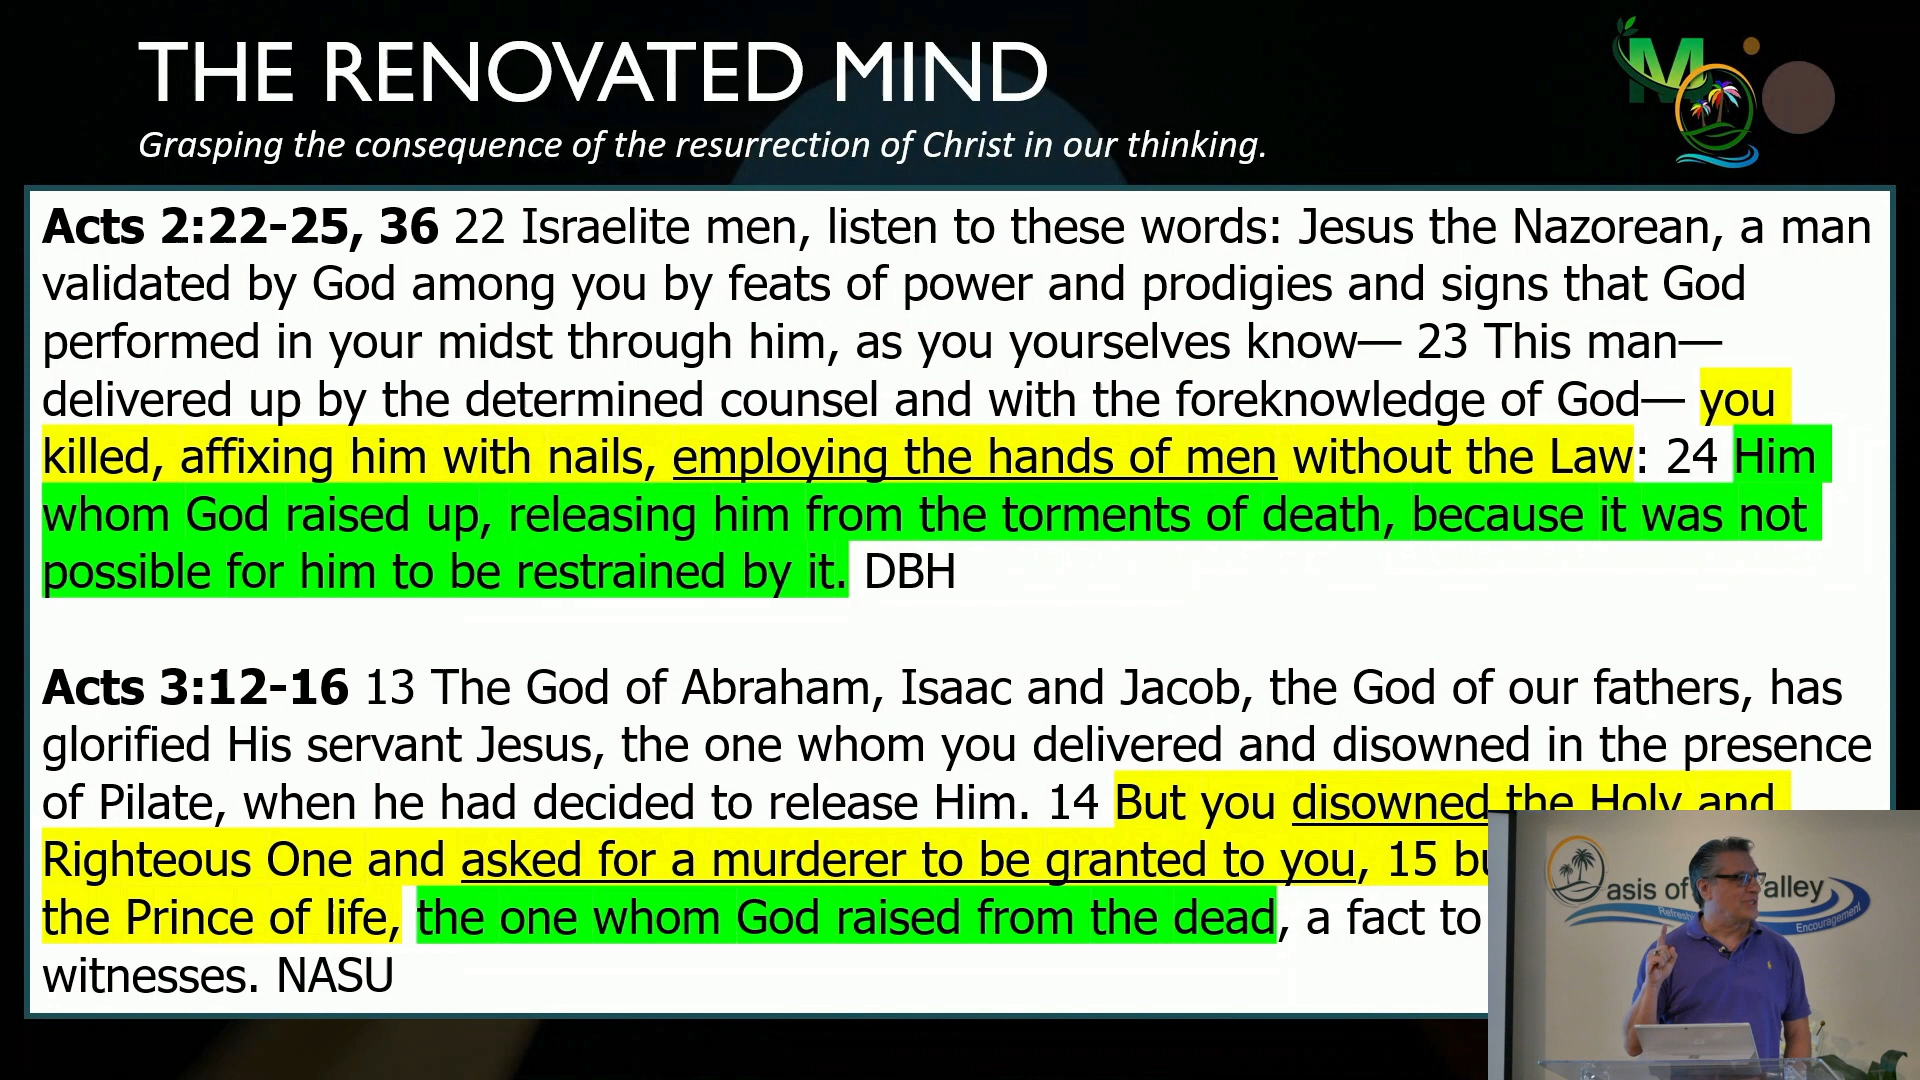 THE RENOVATED MIND
Grasping the consequence of the resurrection of Christ in our thinking.
M
Acts 2:22-25, 36 22 Israelite men, listen to these words: Jesus the Nazorean, a man
validated by God among you by feats of power and prodigies and signs that God
performed in your midst through him, as you yourselves know— 23 This man—
delivered up by the determined counsel and with the foreknowledge of God— you
killed, affixing him with nails, employing the hands of men without the Law: 24 Him
whom God raised up, releasing him from the torments of death, because it was not
possible for him to be restrained by it. DBH
Acts 3:12-16 13 The God of Abraham, Isaac and Jacob, the God of our fathers, has
glorified His servant Jesus, the one whom you delivered and disowned in the presence
of Pilate, when he had decided to release Him. 14 But you disowned the Holy and
Righteous One and asked for a murderer to be granted to you, 15
the Prince of life, the one whom God raised from the dead, a fact to
witnesses. NASU
asis of alley
Encouragement